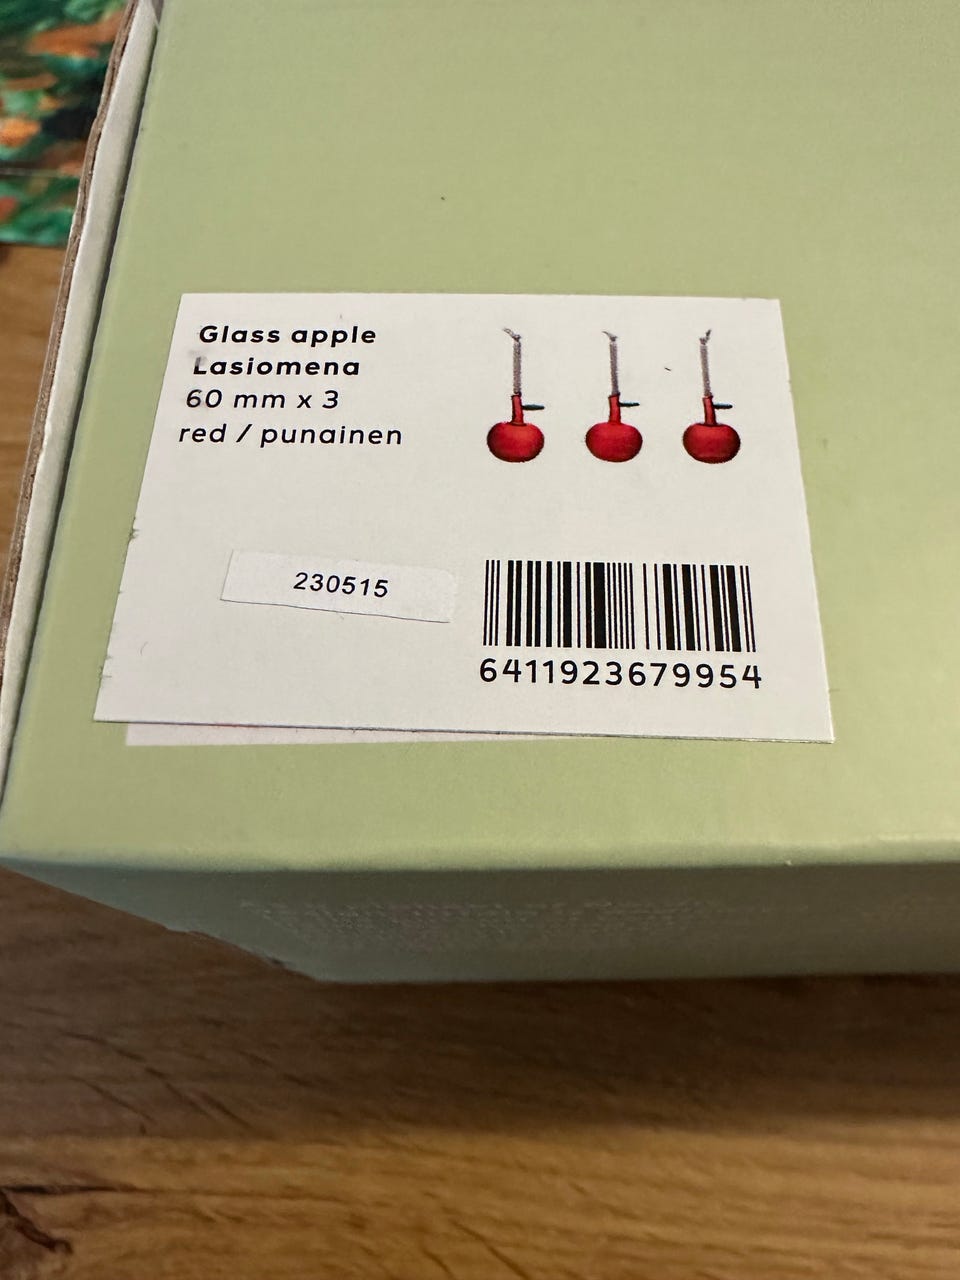 Glass apple
Lasiomena
60 mm x 3
red / punainen
230515
6411923679954